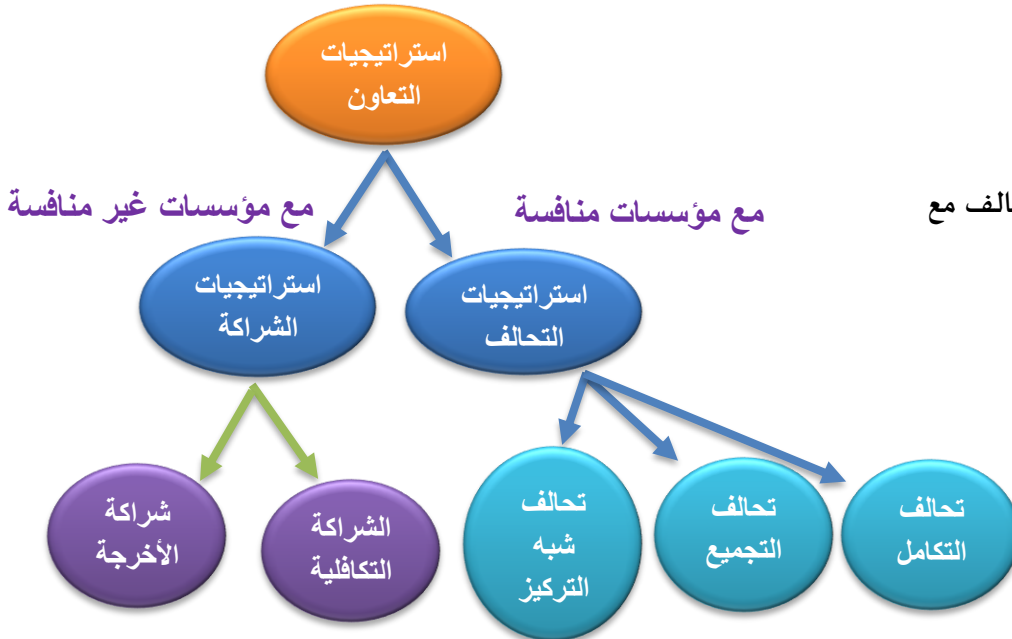 استراتيجيات
التعاون
مع مؤسسات منافسة
مع مؤسسات غير منافسة
مع
استراتيجيات
التحالف
استراتيجيات
الشراكة
تحالف
التكامل
تحالف
التجميع
تحالف
شبه
التركيز
الشراكة
التكافلية
شراكة
الأخرجة